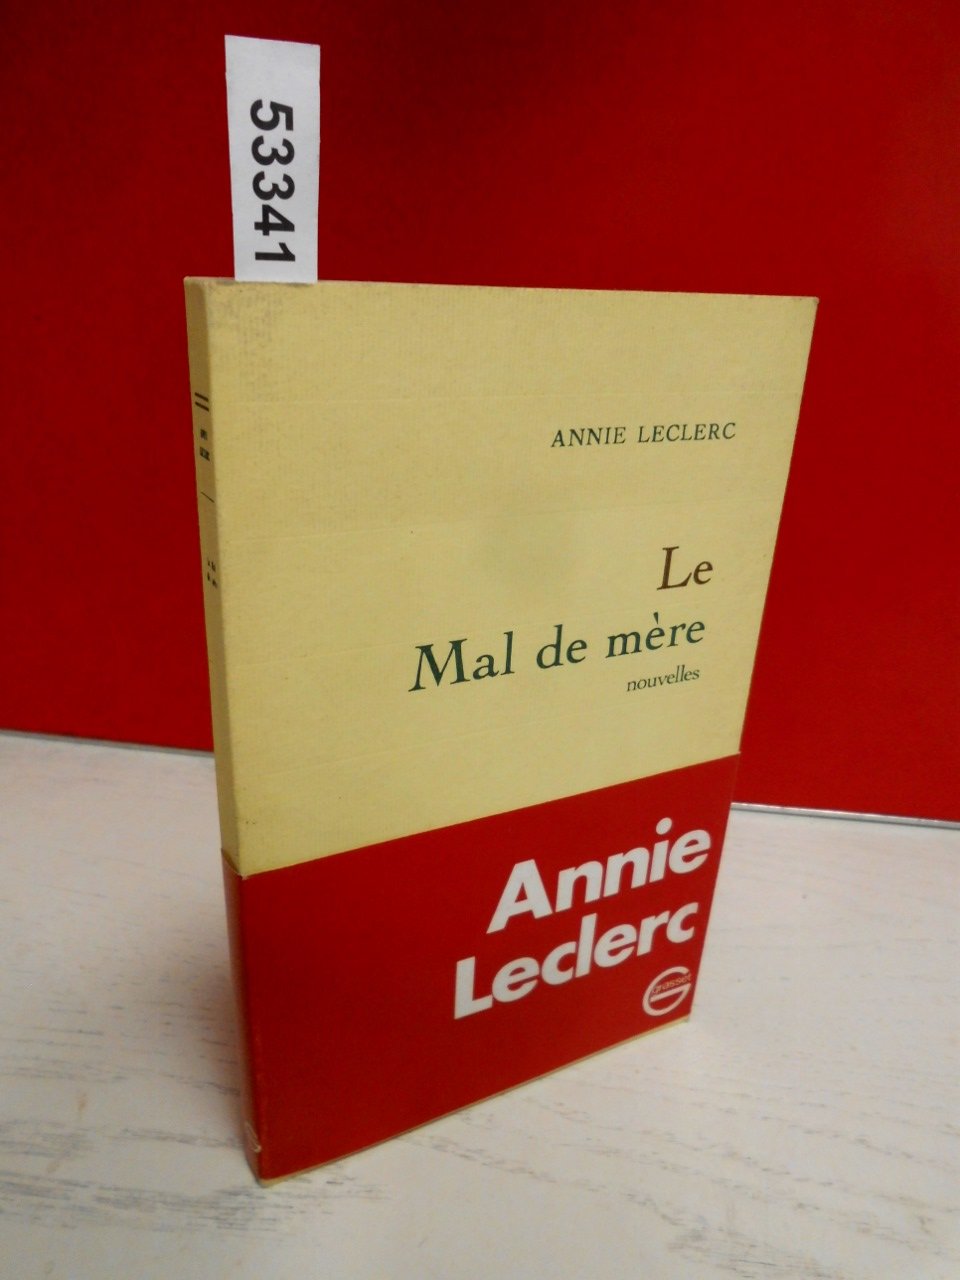 53341
ANNIE LECLERC
Le
Mal de mère
nouvelles
Annie
Leclerc
grasset